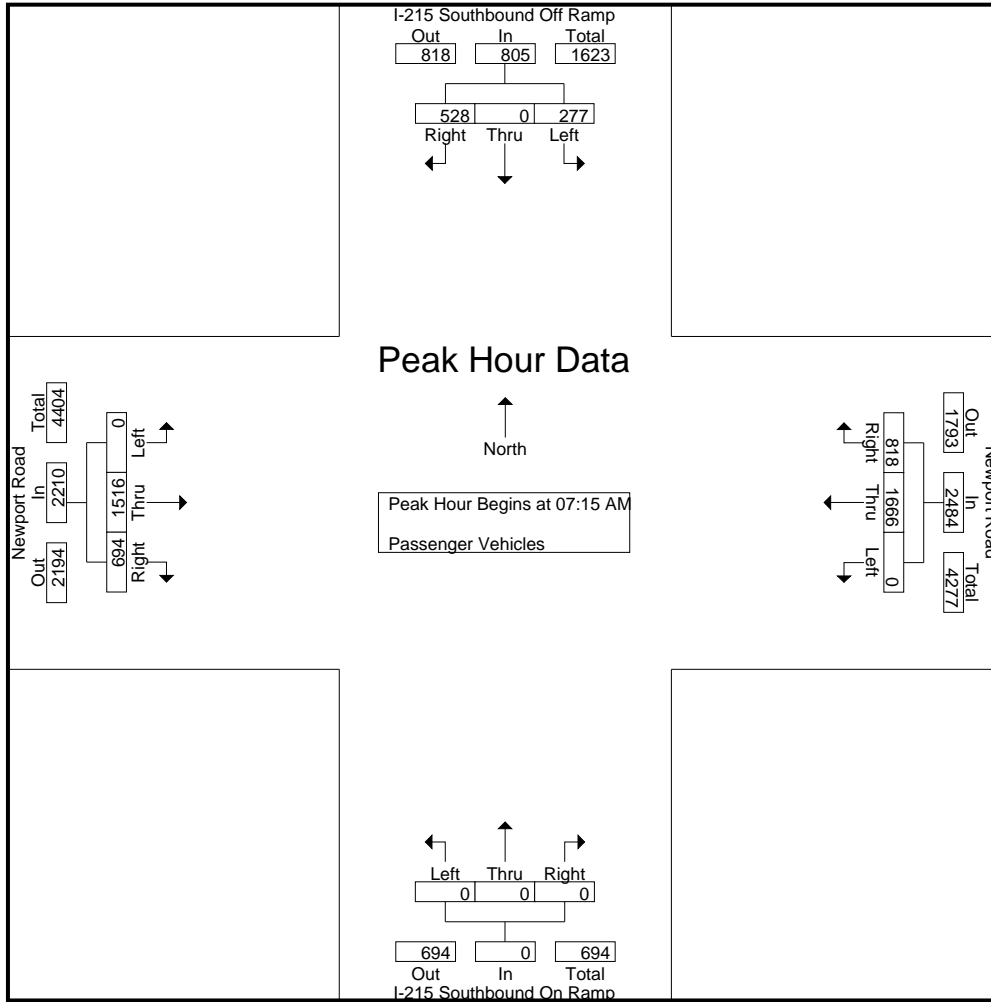 I-215 Southbound Off Ramp
Out In Total
818 805 1623
528 0 277
Right Thru Left
Peak Hour Data
North
Peak Hour Begins at 07:15 AM
Passenger Vehicles
Newport Road
Out In Total
2194 2210 4404
0 1516 694
Left Thru Right
Newport Road
Out In Total
1793 2484 4277
818 1666 0
Right Thru Left
Left Thru Right
0 0 0
694 0 694
Out In Total
I-215 Southbound On Ramp